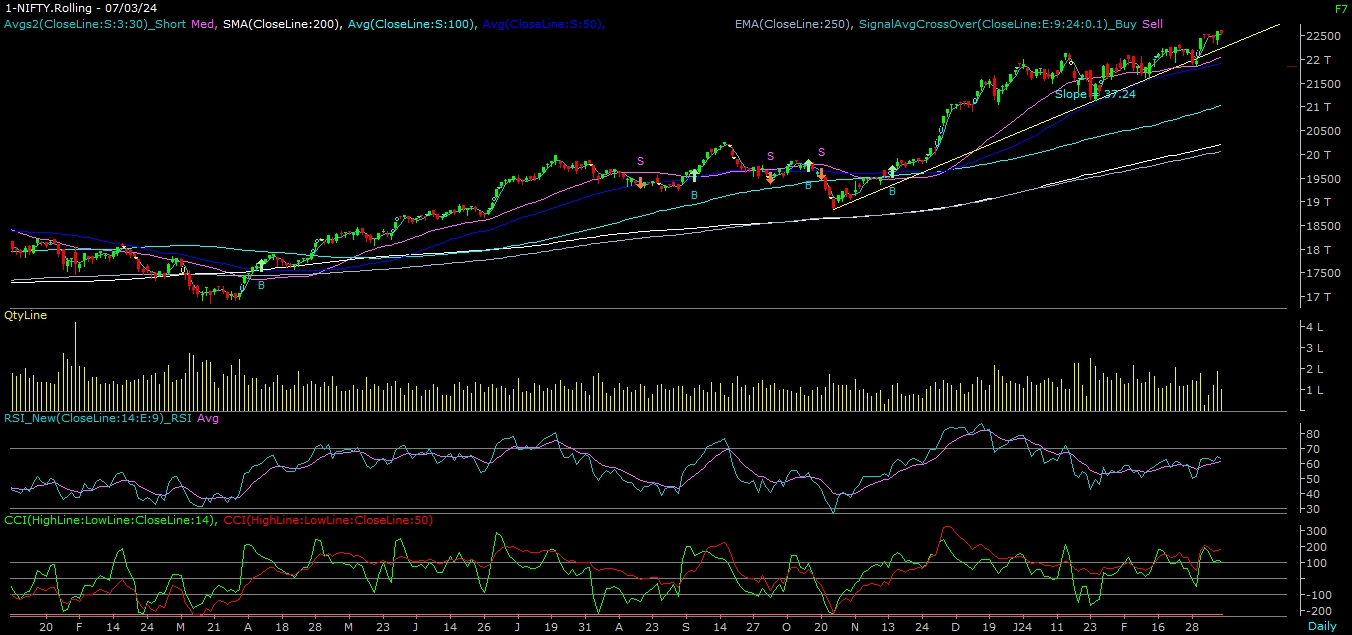 1-NIFTY.Rolling - 07/03/24
F7
Avgs2(CloseLine:S:3:30)_Short Med, SMA(CloseLine:200), Avg(CloseLine:S:100), Avg(CloseLine:S:50), EMA(CloseLine:250), SignalAvgCrossOver(CloseLine:E:9:24:0.1)_Buy Sell
22500
22 T
21500
21 T
20500
20 T
19500
19 T
18500
18 T
17500
17 T
Slope = 37.24
S
S
S
B
B
B
B
QtyLine
4 L
3 L
2 L
1 L
RSI_New(CloseLine:14:E:9)_RSI Avg
80
70
60
50
40
30
CCI(HighLine:LowLine:CloseLine:14), CCI(HighLine:LowLine:CloseLine:50)
300
200
100
-100
-200
20 F 14 24 M 21 A 18 28 M 23 J 14 26 J 19 31 A 23 S 14 27 O 20 N 13 24 D 19 J24 11 23 F 16 28
Daily